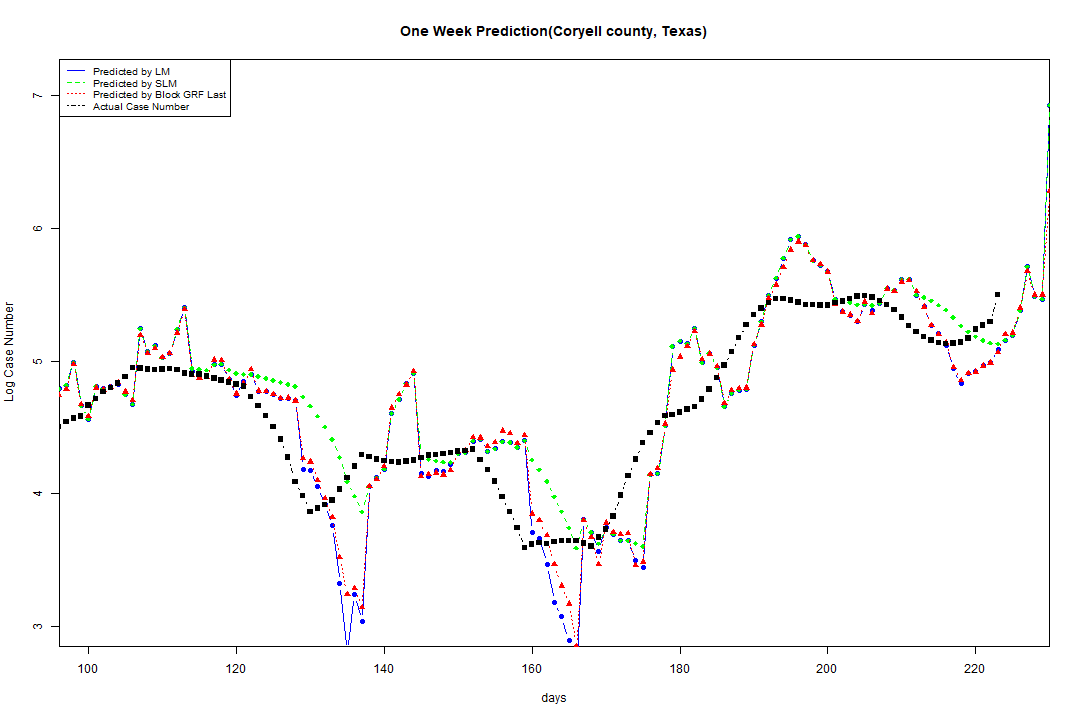 One Week Prediction(Coryell county, Texas)
Predicted by LM
Predicted by SLM
Predicted by Block GRF Last
Actual Case Number
Log Case Number
7
6
5
4
3
100 120 140 160 180 200 220
days